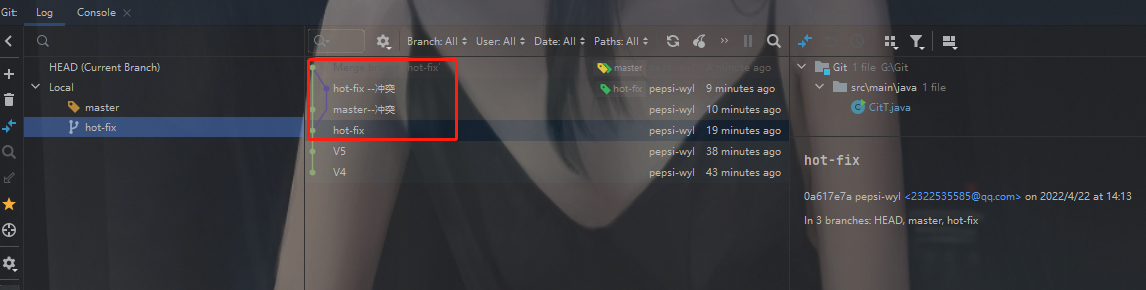 Git: Log Console
Branch: All User: All Date: All Paths: All
HEAD (Current Branch)
Local
master
hot-fix
Merge 'hot-fix' master minute ago
hot-fix --冲突 hot-fix pepsi-wyl 9 minutes ago
master--冲突 pepsi-wyl 10 minutes ago
hot-fix pepsi-wyl 19 minutes ago
V5 pepsi-wyl 38 minutes ago
V4 pepsi-wyl 43 minutes ago
Git 1 file G:\Git
src\main\java 1 file
CitT.java
hot-fix
0a617e7a pepsi-wyl <2322535585@qq.com> on 2022/4/22 at 14:13
In 3 branches: HEAD, master, hot-fix